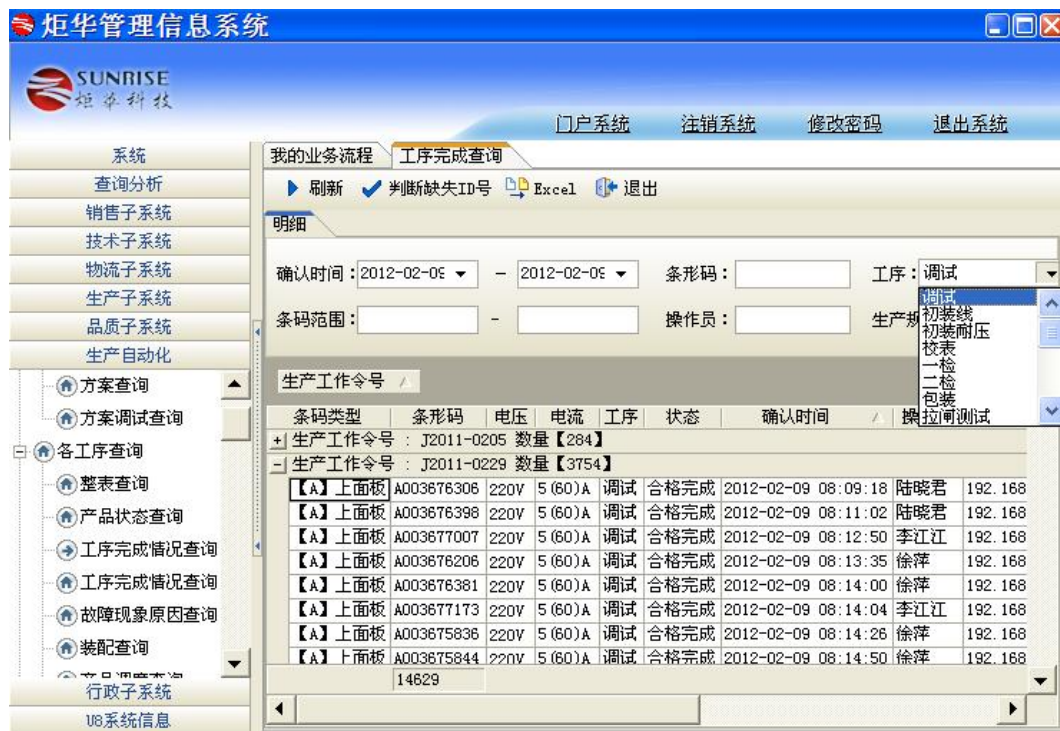 炬华管理信息系统
SUNRISE
炬华科技
门户系统 注销系统 修改密码 退出系统
系统
查询分析
销售子系统
技术子系统
物流子系统
生产子系统
品质子系统
生产自动化
方案查询
方案调试查询
各工序查询
整表查询
产品状态查询
工序完成情况查询
工序完成情况查询
故障现象原因查询
装配查询
行政子系统
U8系统信息
我的业务流程 工序完成查询
刷新 判断缺失ID号 Excel 退出
明细
确认时间: 2012-02-09 - 2012-02-09 条形码: 工序: 调试
条码范围: - 操作员: 生产规
调试
初装线
初装耐压
校表
一检
二检
包装
拉闸测试
生产工作令号
条码类型 条形码 电压 电流 工序 状态 确认时间 操
生产工作令号 : J2011-0205 数量【284】
生产工作令号 : J2011-0229 数量【3754】
【A】上面板 A003676306 220V 5(60)A 调试 合格完成 2012-02-09 08:09:18 陆晓君 192.168
【A】上面板 A003676398 220V 5(60)A 调试 合格完成 2012-02-09 08:11:02 陆晓君 192.168
【A】上面板 A003677007 220V 5(60)A 调试 合格完成 2012-02-09 08:12:50 李江江 192.168
【A】上面板 A003676206 220V 5(60)A 调试 合格完成 2012-02-09 08:13:35 徐萍 192.168
【A】上面板 A003676381 220V 5(60)A 调试 合格完成 2012-02-09 08:14:00 徐萍 192.168
【A】上面板 A003677173 220V 5(60)A 调试 合格完成 2012-02-09 08:14:04 李江江 192.168
【A】上面板 A003675836 220V 5(60)A 调试 合格完成 2012-02-09 08:14:26 徐萍 192.168
【A】上面板 A003675844 220V 5(60)A 调试 合格完成 2012-02-09 08:14:50 徐萍 192.168
14629